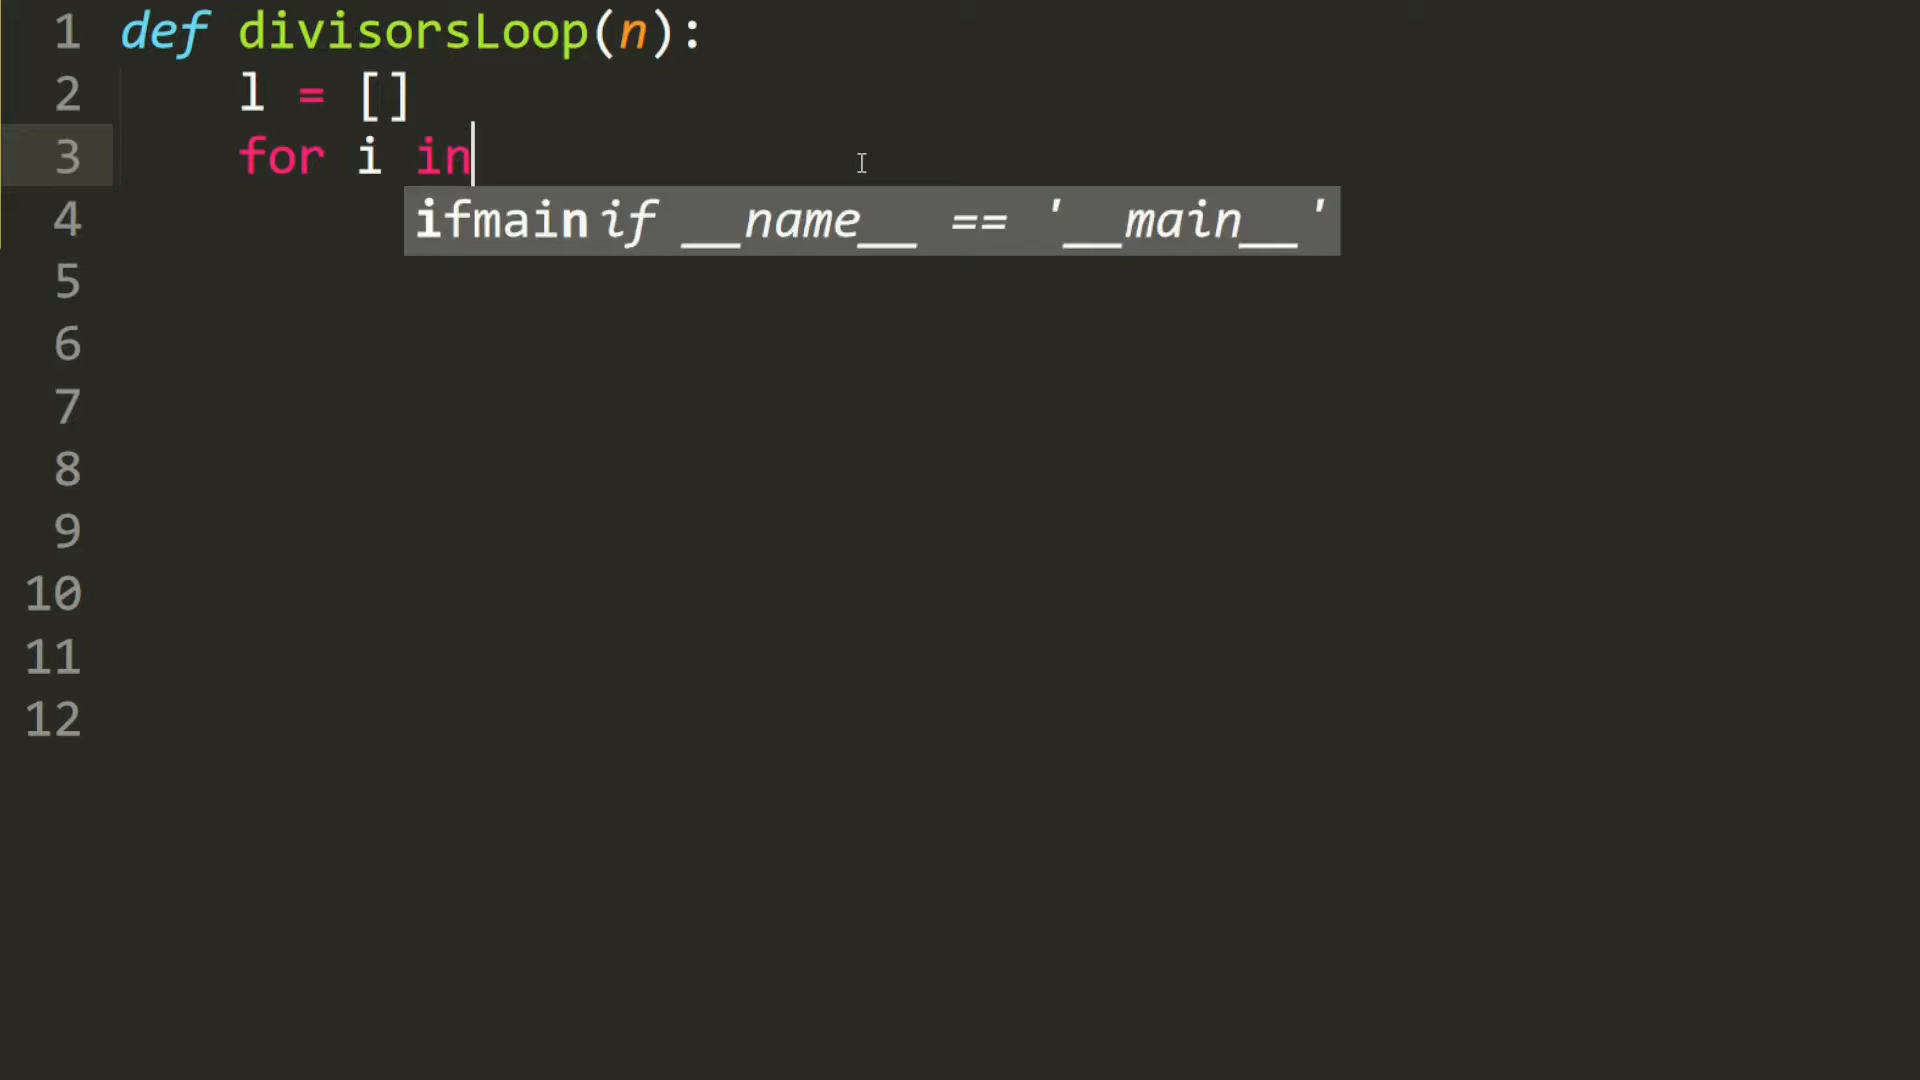 1 def divisorsLoop(n):
2     l = []
3     for i in
4 ifmain if __name__ == '__main__'
5
6
7
8
9
10
11
12